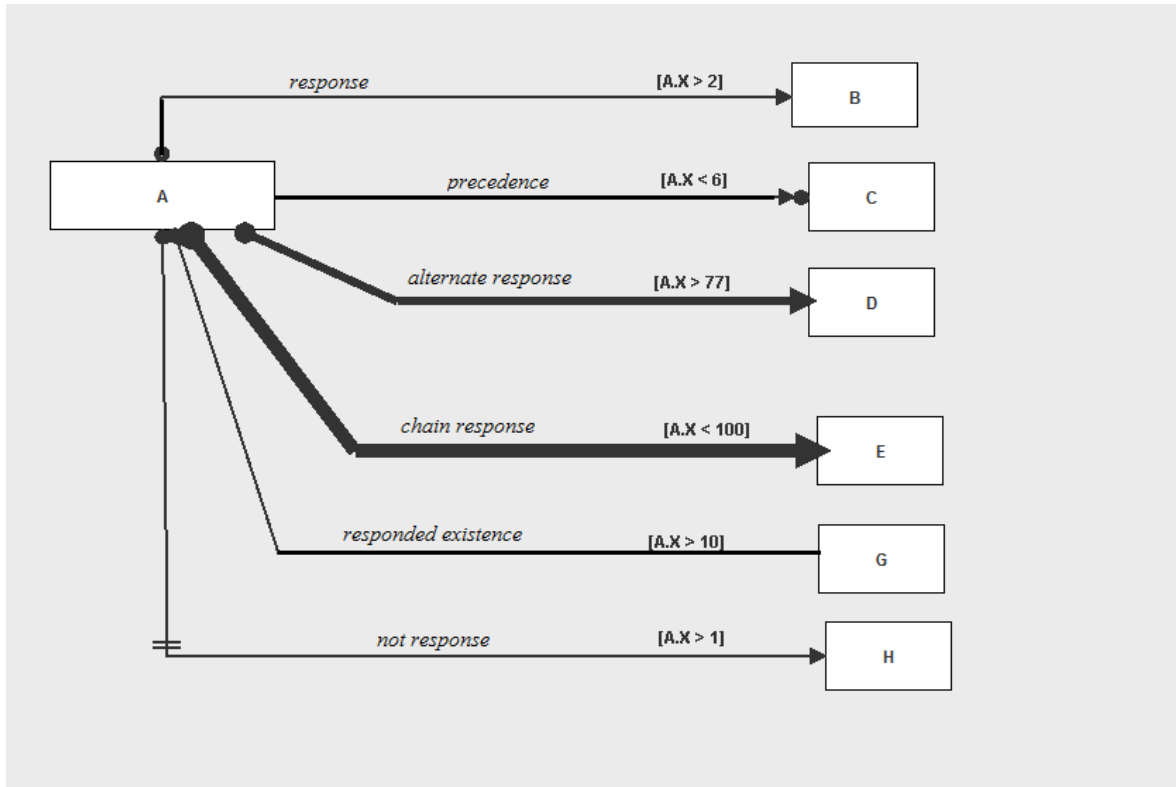 response [A.X > 2] B
A precedence [A.X < 6] C
alternate response [A.X > 77] D
chain response [A.X < 100] E
responded existence [A.X > 10] G
not response [A.X > 1] H